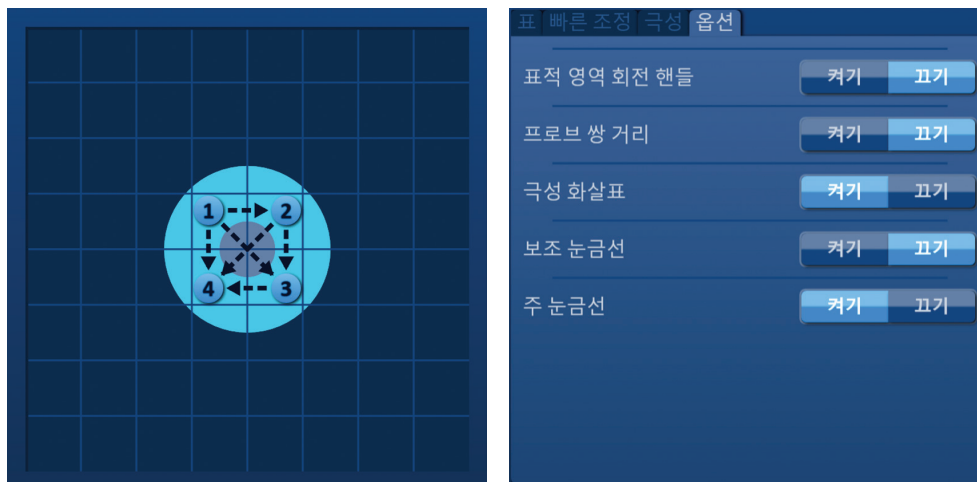 1 2
4 3
표 빠른 조정 극성 옵션
표적 영역 회전 핸들 켜기 끄기
프로브 쌍 거리 켜기 끄기
극성 화살표 켜기 끄기
보조 눈금선 켜기 끄기
주 눈금선 켜기 끄기